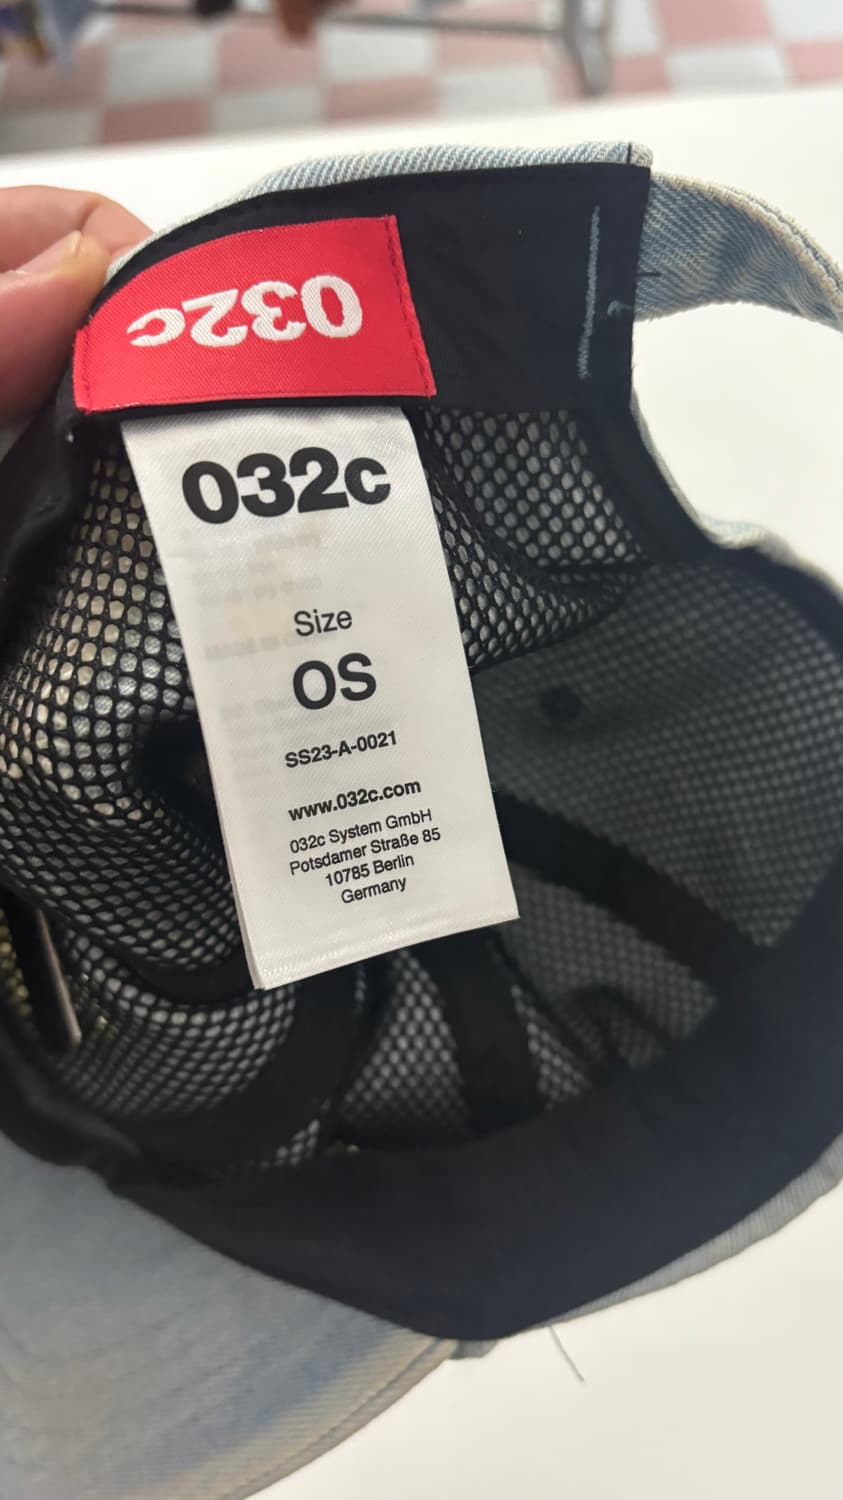 032c
032c
Size
OS
SS23-A-0021
www.032c.com
032c System GmbH
Potsdamer Straße 85
10785 Berlin
Germany